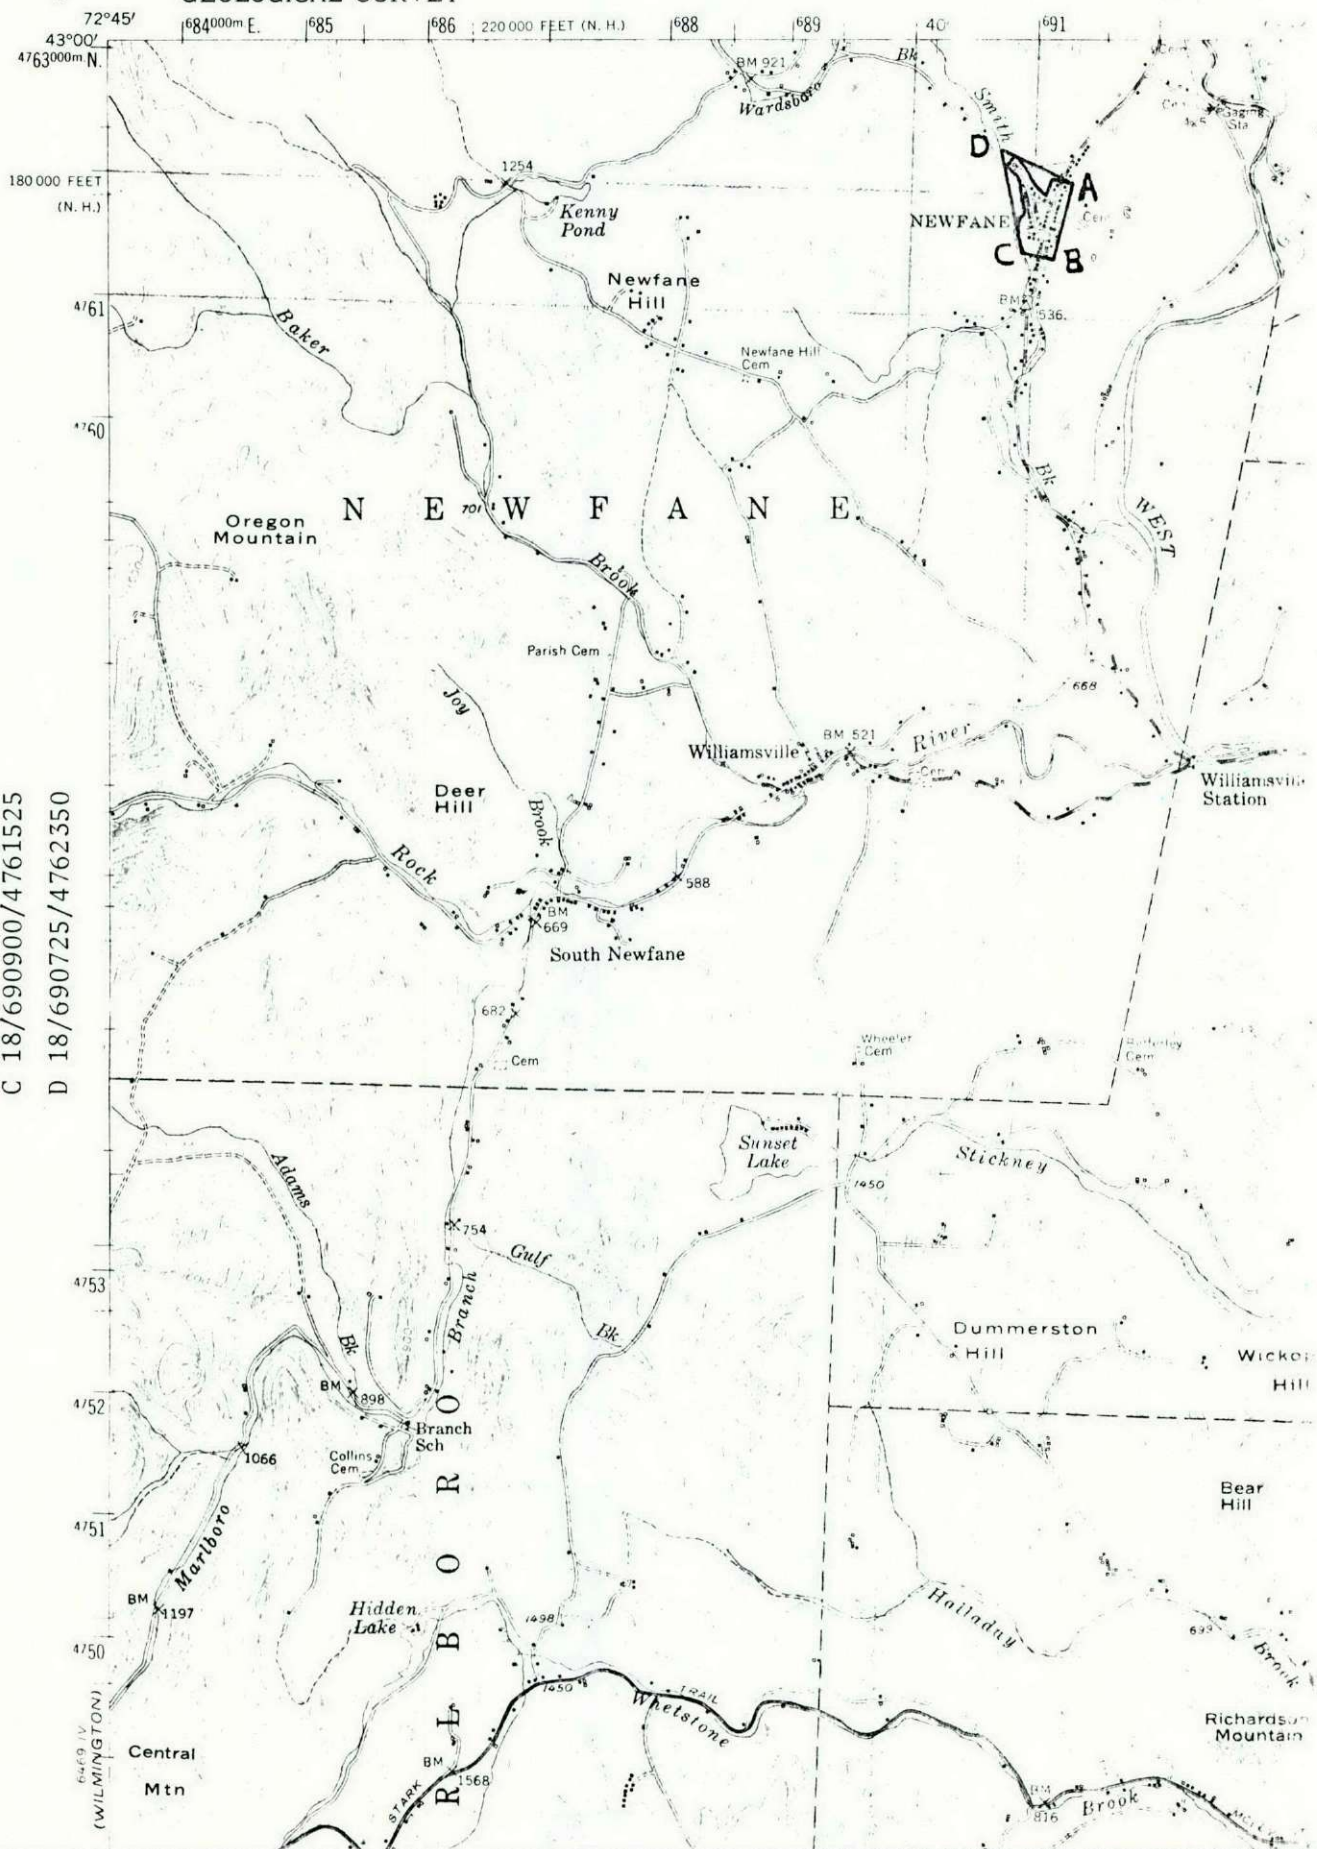 GEOLOGICAL SURVEY
72°45'
684000m E.
685
686
220 000 FEET (N. H.)
688
689
40'
691
43°00'
4763000m N.
BM 921
Bk
Wardsboro
Smith
Gaging
Sta
D
A
180 000 FEET
(N. H.)
1254
Kenny
Pond
NEWFANE
Cem
C
B
Newfane
Hill
4761
BM
536
Baker
Newfane Hill
Cem
4760
Bk
N E W F A N E
701
WEST
Oregon
Mountain
Brook
Parish Cem
Joy
668
Williamsville
BM 521
River
Cem
Williamsville
Station
Deer
Hill
Brook
Rock
588
BM
669
South Newfane
C 18/690900/4761525
D 18/690725/4762350
682
Cem
Wheeler
Cem
Cem
Sunset
Lake
Stickney
Adams
1450
754
Gulf
4753
Branch
Bk
Bk
Dummerston
Hill
Hill
BM
898
4752
Branch
Sch
1066
Collins
Cem
Bear
Hill
4751
Marlboro
R L B O R O
BM
1197
Hidden
Lake
1498
Halladay
699
Brook
4750
1450
TRAIL
Whetstone
Richardson
Mountain
6469 IV
(WILMINGTON)
Central
Mtn
BM
1568
STARK
BM
816
Brook